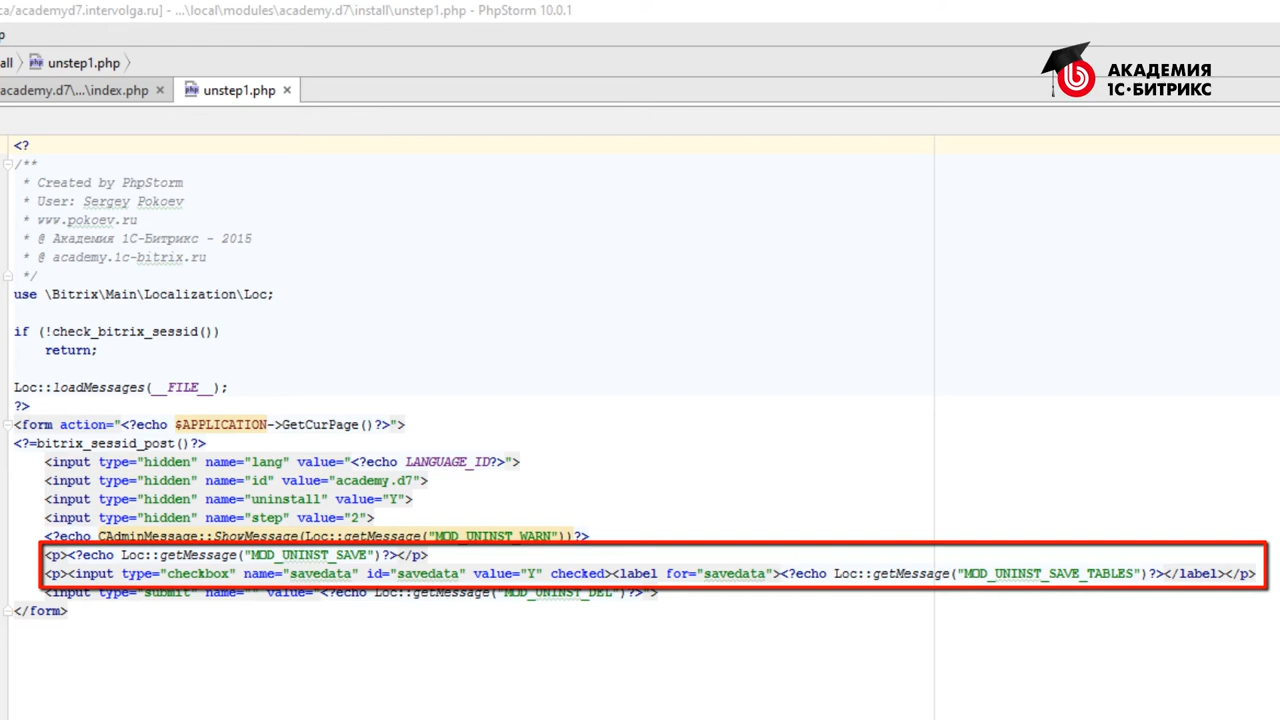 ca/academyd7.intervolga.ru] - ...\local\modules\academy.d7\install\unstep1.php - PhpStorm 10.0.1
p
all unstep1.php
academy.d7\...\index.php × unstep1.php ×
АКАДЕМИЯ
1С·БИТРИКС
<?
/**
* Created by PhpStorm
* User: Sergey Pokoev
* www.pokoev.ru
* @ Академия 1С-Битрикс - 2015
* @ academy.1c-bitrix.ru
*/
use \Bitrix\Main\Localization\Loc;
if (!check_bitrix_sessid())
return;
Loc::loadMessages(__FILE__);
?>
<form action="<?echo $APPLICATION->GetCurPage()?>">
<?=bitrix_sessid_post()?>
<input type="hidden" name="lang" value="<?echo LANGUAGE_ID?>">
<input type="hidden" name="id" value="academy.d7">
<input type="hidden" name="uninstall" value="Y">
<input type="hidden" name="step" value="2">
<?echo CAdminMessage::ShowMessage(Loc::getMessage("MOD_UNINST_WARN"))?>
<p><?echo Loc::getMessage("MOD_UNINST_SAVE")?></p>
<p><input type="checkbox" name="savedata" id="savedata" value="Y" checked><label for="savedata"><?echo Loc::getMessage("MOD_UNINST_SAVE_TABLES")?></label></p>
<input type="submit" name="" value="<?echo Loc::getMessage("MOD_UNINST_DEL")?>">
</form>